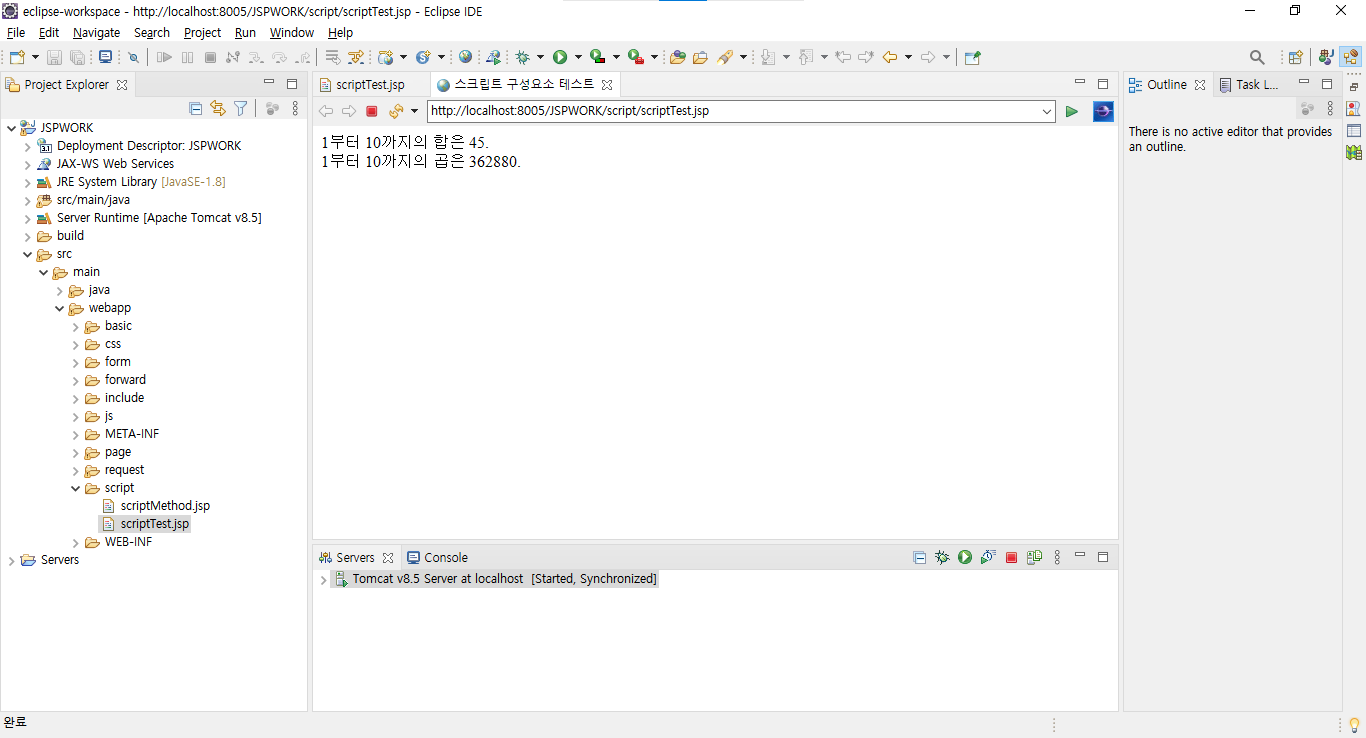 eclipse-workspace - http://localhost:8005/JSPWORK/script/scriptTest.jsp - Eclipse IDE
File Edit Navigate Search Project Run Window Help
Project Explorer
JSPWORK
Deployment Descriptor: JSPWORK
JAX-WS Web Services
JRE System Library [JavaSE-1.8]
src/main/java
Server Runtime [Apache Tomcat v8.5]
build
src
main
java
webapp
basic
css
form
forward
include
js
META-INF
page
request
script
scriptMethod.jsp
scriptTest.jsp
WEB-INF
Servers
scriptTest.jsp
스크립트 구성요소 테스트
http://localhost:8005/JSPWORK/script/scriptTest.jsp
1부터 10까지의 합은 45.
1부터 10까지의 곱은 362880.
Servers
Console
Tomcat v8.5 Server at localhost [Started, Synchronized]
Outline
Task L...
There is no active editor that provides
an outline.
완료